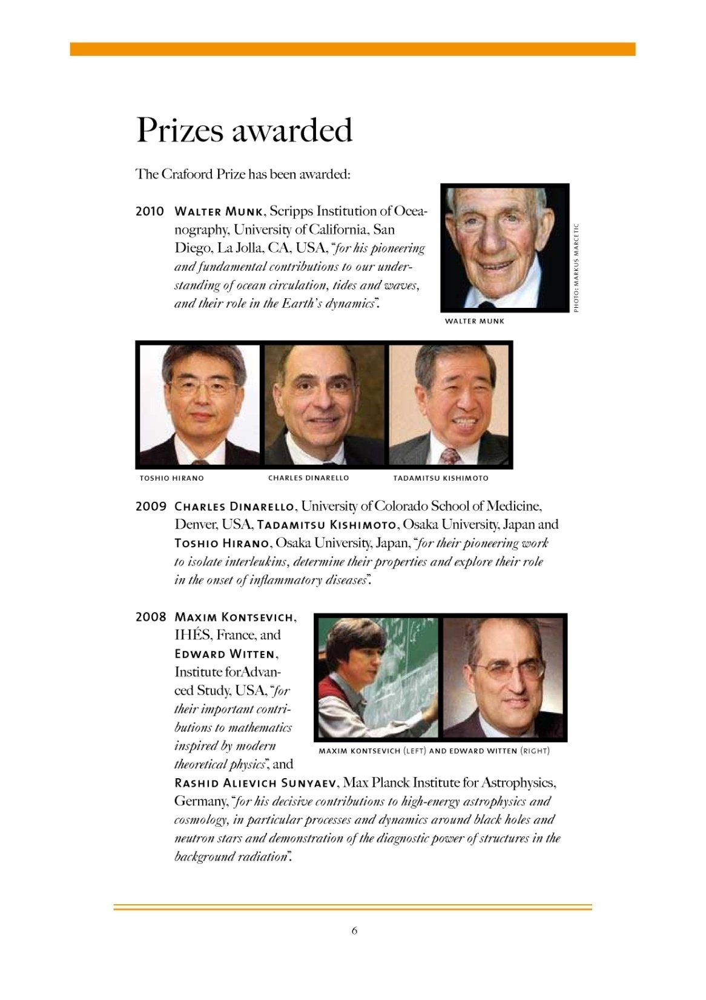 Prizes awarded
The Crafoord Prize has been awarded:
2010 WALTER MUNK, Scripps Institution of Ocea-
nography, University of California, San
Diego, La Jolla, CA, USA, “for his pioneering
and fundamental contributions to our under-
standing of ocean circulation, tides and waves,
and their role in the Earth’s dynamics”.
PHOTO: MARKUS MARCETIC
WALTER MUNK
TOSHIO HIRANO CHARLES DINARELLO TADAMITSU KISHIMOTO
2009 CHARLES DINARELLO, University of Colorado School of Medicine,
Denver, USA, TADAMITSU KISHIMOTO, Osaka University, Japan and
TOSHIO HIRANO, Osaka University, Japan, “for their pioneering work
to isolate interleukins, determine their properties and explore their role
in the onset of inflammatory diseases”.
2008 MAXIM KONTSEVICH,
IHÉS, France, and
EDWARD WITTEN,
Institute forAdvan-
ced Study, USA, “for
their important contri-
butions to mathematics
inspired by modern
theoretical physics”, and
MAXIM KONTSEVICH (LEFT) AND EDWARD WITTEN (RIGHT)
RASHID ALIEVICH SUNYAEV, Max Planck Institute for Astrophysics,
Germany, “for his decisive contributions to high-energy astrophysics and
cosmology, in particular processes and dynamics around black holes and
neutron stars and demonstration of the diagnostic power of structures in the
background radiation”.
6